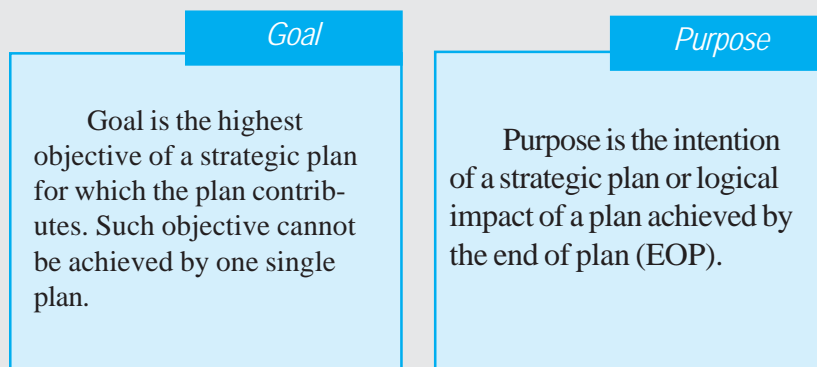 Goal
Goal is the highest
objective of a strategic plan
for which the plan contrib-
utes. Such objective cannot
be achieved by one single
plan.
Purpose
Purpose is the intention
of a strategic plan or logical
impact of a plan achieved by
the end of plan (EOP).